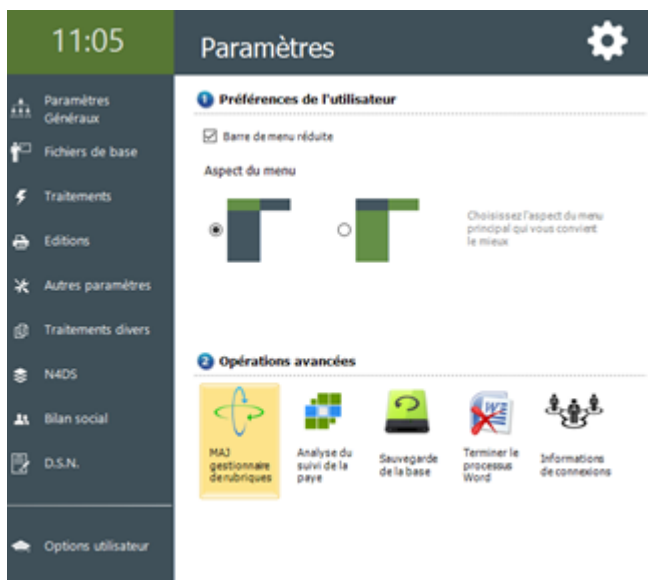 11:05
Paramètres
Paramètres
Généraux
Fichiers de base
Traitements
Editions
Autres paramètres
Traitements divers
N4DS
Bilan social
D.S.N.
Options utilisateur
1 Préférences de l'utilisateur
Barre de menu réduite
Aspect du menu
Choisissez l'aspect du menu
principal qui vous convient
le mieux
2 Opérations avancées
MAJ
gestionnaire
de rubriques
Analyse du
suivi de la
paye
Sauvegarde
de la base
W
Terminer le
processus
Word
Informations
de connexions